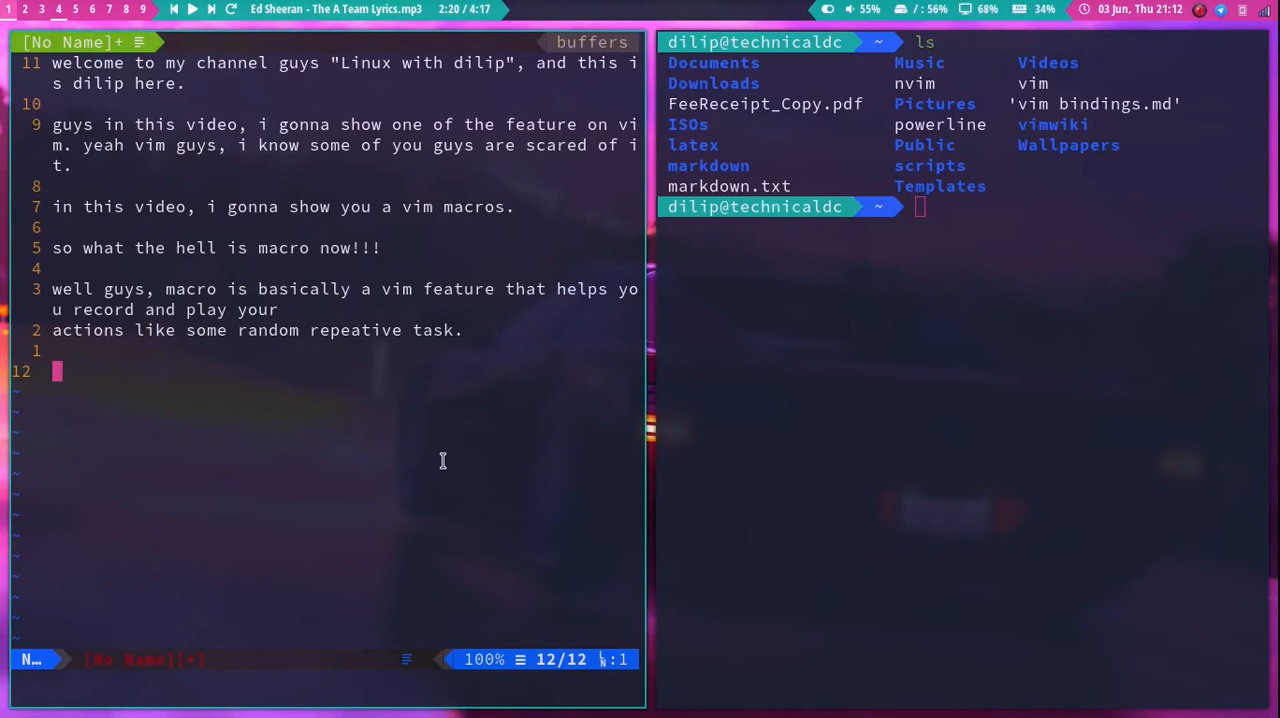 1 2 3 4 5 6 7 8 9 Ed Sheeran - The A Team Lyrics.mp3 2:20 / 4:17 55% / : 56% 68% 34% 03 Jun, Thu 21:12
[No Name]+ buffers
11 welcome to my channel guys "Linux with dilip", and this i
s dilip here.
10
9 guys in this video, i gonna show one of the feature on vi
m. yeah vim guys, i know some of you guys are scared of i
t.
8
7 in this video, i gonna show you a vim macros.
6
5 so what the hell is macro now!!!
4
3 well guys, macro is basically a vim feature that helps yo
u record and play your
2 actions like some random repeative task.
1
12
~
~
~
~
~
~
~
~
~
~
~
~
~
N… [No Name][+] 100% ☰ 12/12 LN:1
dilip@technicaldc ~ ls
Documents Music Videos
Downloads nvim vim
FeeReceipt_Copy.pdf Pictures 'vim bindings.md'
ISOs powerline vimwiki
latex Public Wallpapers
markdown scripts
markdown.txt Templates
dilip@technicaldc ~